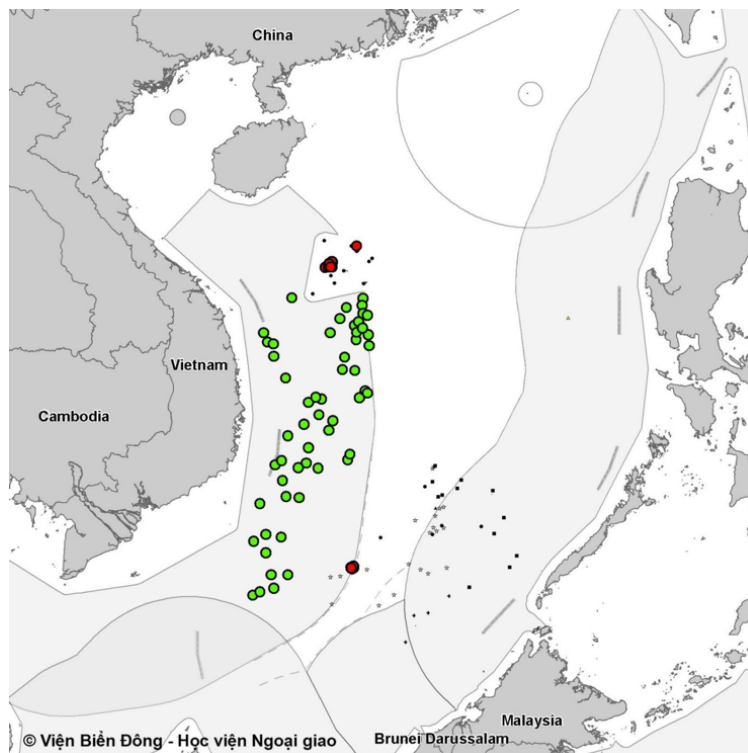 China
Vietnam
Cambodia
Malaysia
Brunei Darussalam
© Viện Biển Đông - Học viện Ngoại giao